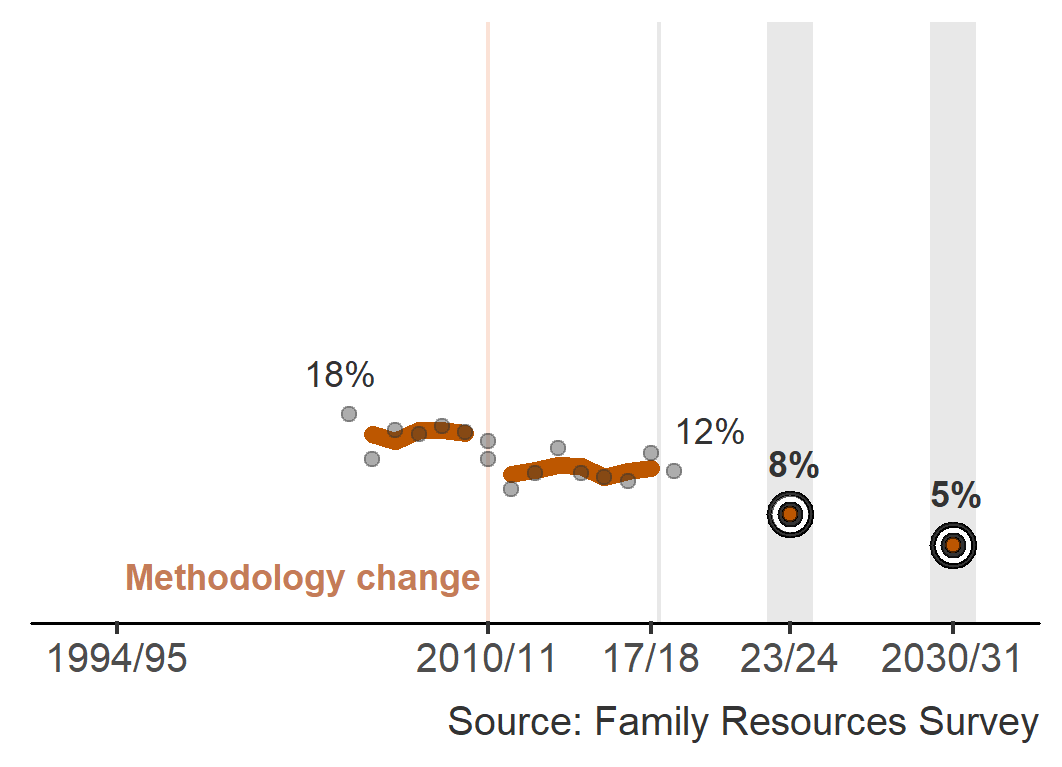 18%
12%
8%
5%
Methodology change
1994/95 2010/11 17/18 23/24 2030/31
Source: Family Resources Survey